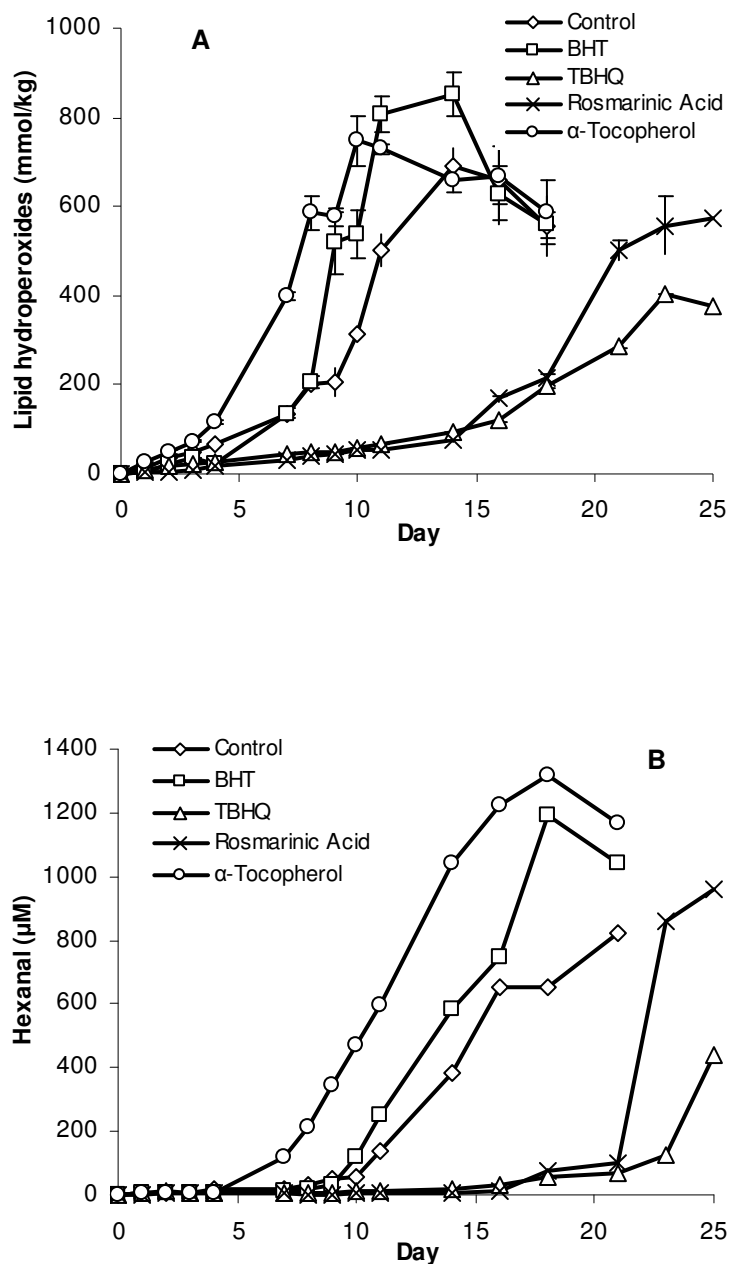 A
Control
BHT
TBHQ
Rosmarinic Acid
α-Tocopherol
Lipid hydroperoxides (mmol/kg)
1000
800
600
400
200
0
0 5 10 15 20 25
Day
B
Control
BHT
TBHQ
Rosmarinic Acid
α-Tocopherol
Hexanal (µM)
1400
1200
1000
800
600
400
200
0
0 5 10 15 20 25
Day